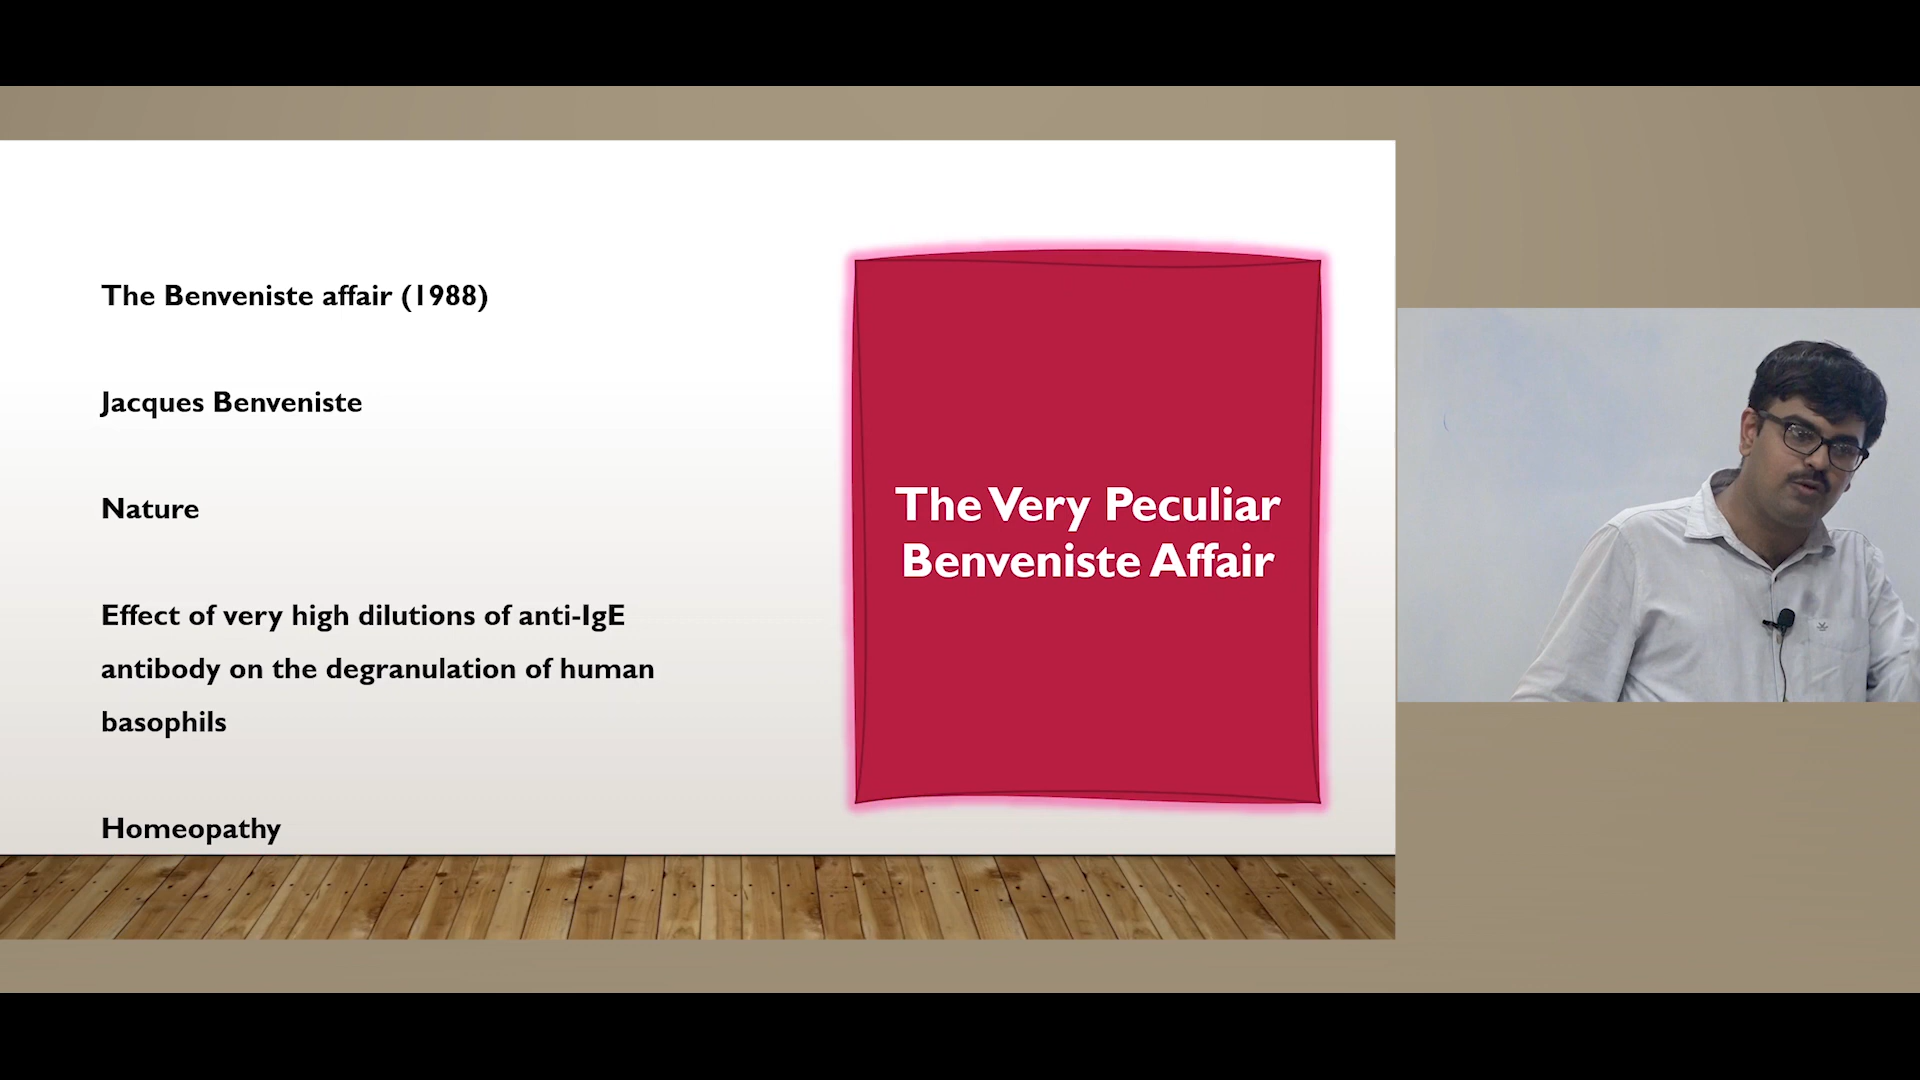 The Benveniste affair (1988)
Jacques Benveniste
Nature
Effect of very high dilutions of anti-IgE
antibody on the degranulation of human
basophils
Homeopathy
The Very Peculiar
Benveniste Affair